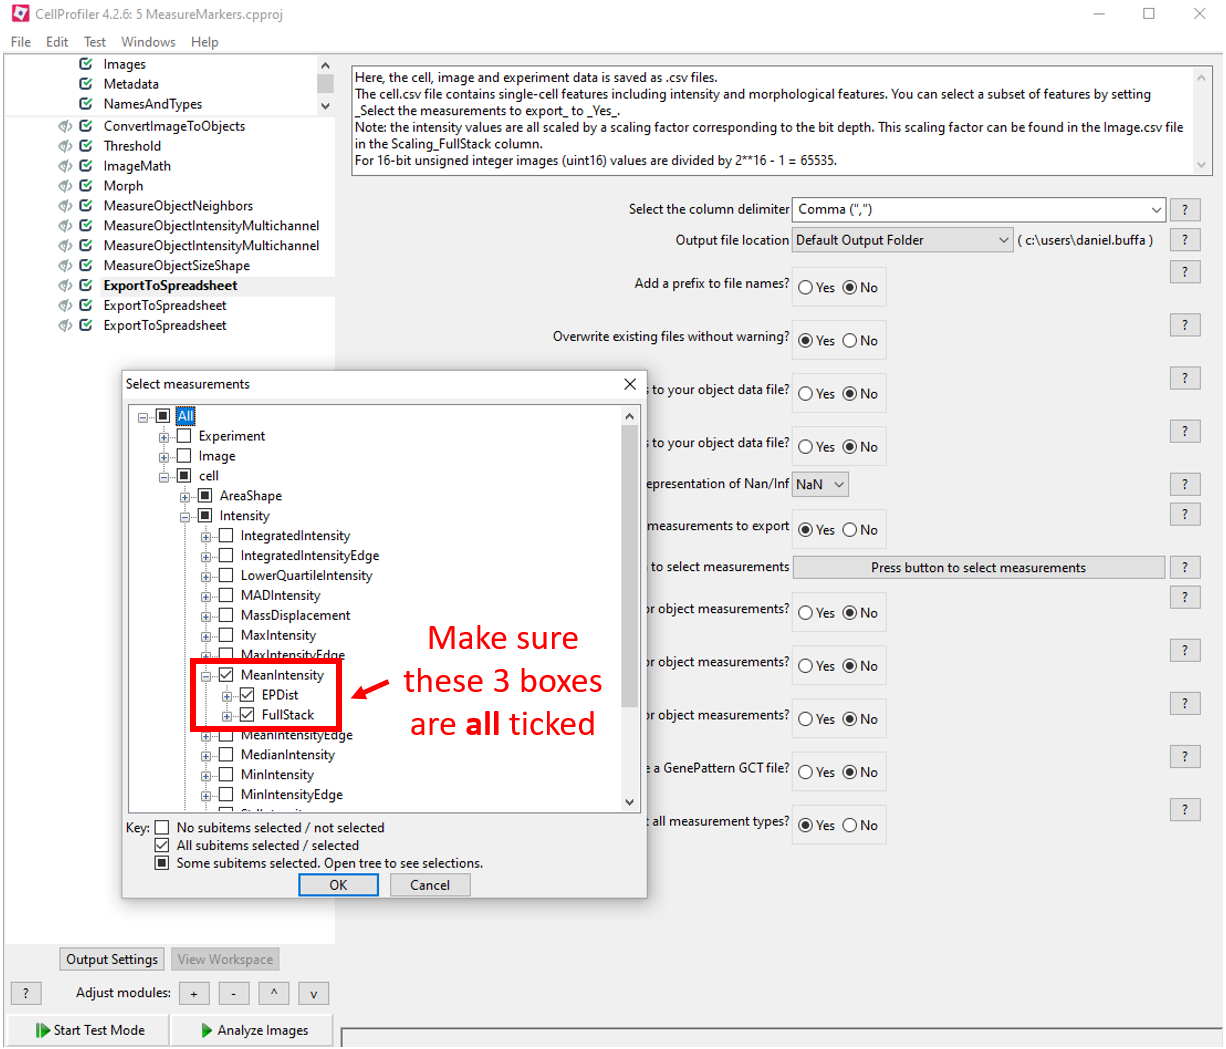 CellProfiler 4.2.6: 5 MeasureMarkers.cpproj
File Edit Test Windows Help
Images
Metadata
NamesAndTypes
ConvertImageToObjects
Threshold
ImageMath
Morph
MeasureObjectNeighbors
MeasureObjectIntensityMultichannel
MeasureObjectIntensityMultichannel
MeasureObjectSizeShape
ExportToSpreadsheet
ExportToSpreadsheet
ExportToSpreadsheet
Here, the cell, image and experiment data is saved as .csv files.
The cell.csv file contains single-cell features including intensity and morphological features. You can select a subset of features by setting
_Select the measurements to export_ to _Yes_.
Note: the intensity values are all scaled by a scaling factor corresponding to the bit depth. This scaling factor can be found in the Image.csv file
in the Scaling_FullStack column.
For 16-bit unsigned integer images (uint16) values are divided by 2**16 - 1 = 65535.
Select the column delimiter Comma (",") ?
Output file location Default Output Folder ( c:\users\daniel.buffa ) ?
Add a prefix to file names? Yes No ?
Overwrite existing files without warning? Yes No ?
s to your object data file? Yes No ?
s to your object data file? Yes No ?
epresentation of Nan/Inf NaN ?
measurements to export Yes No ?
to select measurements Press button to select measurements ?
or object measurements? Yes No ?
or object measurements? Yes No ?
or object measurements? Yes No ?
e a GenePattern GCT file? Yes No ?
t all measurement types? Yes No ?
Select measurements
All
Experiment
Image
cell
AreaShape
Intensity
IntegratedIntensity
IntegratedIntensityEdge
LowerQuartileIntensity
MADIntensity
MassDisplacement
MaxIntensity
MaxIntensityEdge
MeanIntensity
EPDist
FullStack
MeanIntensityEdge
MedianIntensity
MinIntensity
MinIntensityEdge
Make sure
these 3 boxes
are all ticked
Key: No subitems selected / not selected
All subitems selected / selected
Some subitems selected. Open tree to see selections.
OK Cancel
Output Settings View Workspace
? Adjust modules: + - ^ v
Start Test Mode Analyze Images